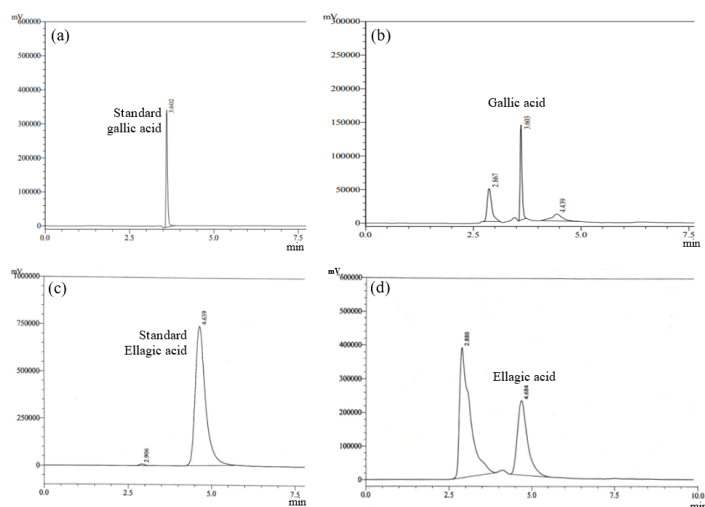 mV
600000
(a)
500000
400000
Standard
gallic acid
3.602
300000
200000
100000
0
0.0
2.5
5.0
7.5
min
mV
300000
(b)
250000
200000
Gallic acid
150000
3.603
100000
50000
2.867
4.439
0
0.0
2.5
5.0
7.5
min
mV
1000000
(c)
750000
Standard
Ellagic acid
4.639
500000
250000
2.906
0
0.0
2.5
5.0
7.5
min
mV
600000
(d)
500000
400000
2.880
Ellagic acid
300000
4.684
200000
100000
0
0.0
2.5
5.0
7.5
10.0
min